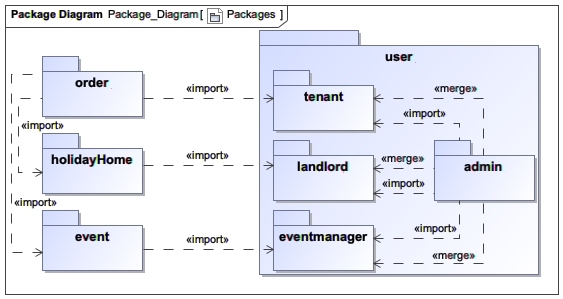 Package Diagram Package_Diagram[ Packages ]
user
order
«import»
tenant
«merge»
«import»
«import»
holidayHome
«import»
landlord
«merge»
«import»
admin
«import»
event
«import»
eventmanager
«import»
«merge»